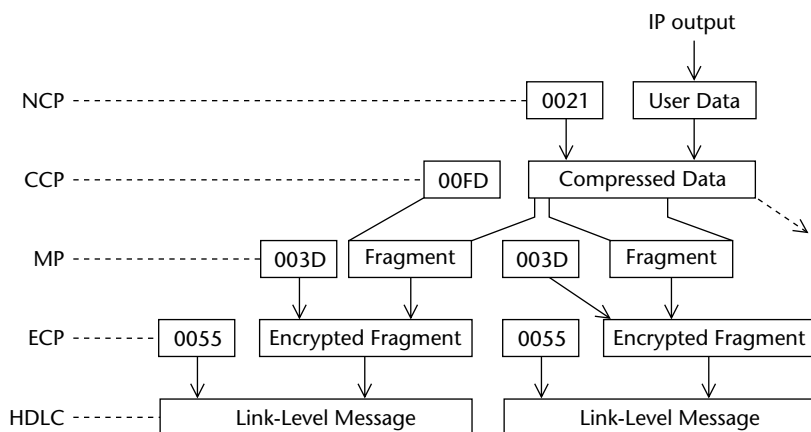 IP output
NCP 0021 User Data
CCP 00FD Compressed Data
MP 003D Fragment 003D Fragment
ECP 0055 Encrypted Fragment 0055 Encrypted Fragment
HDLC Link-Level Message Link-Level Message